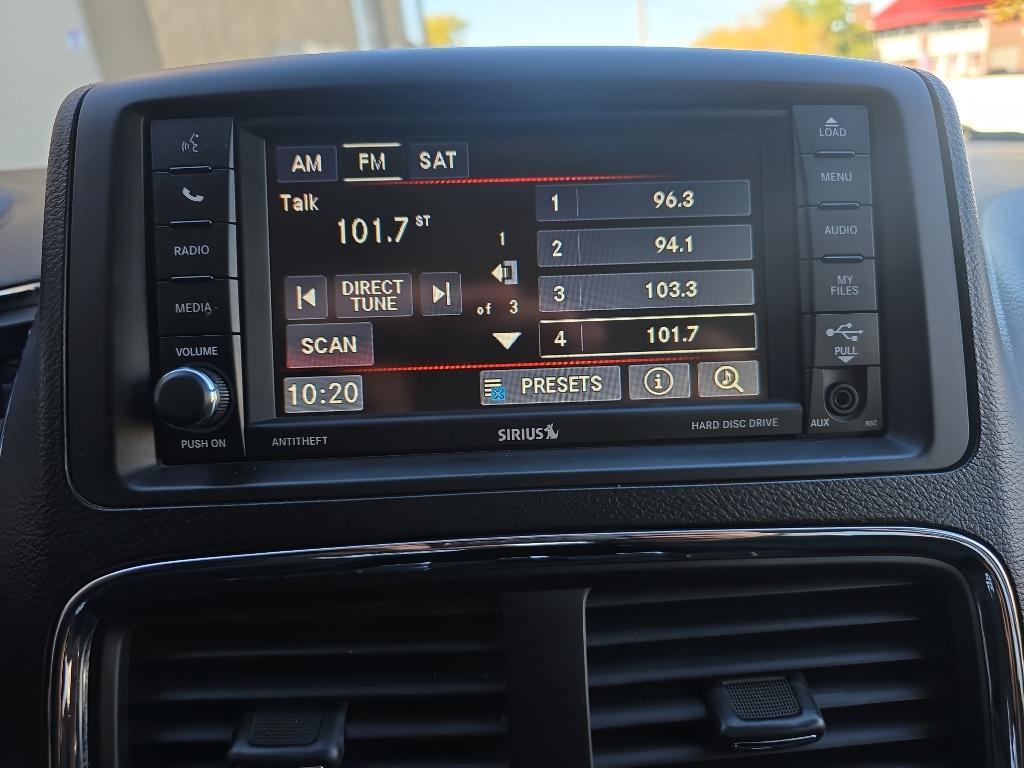 AM FM SAT
Talk
101.7 ST
1
of 3
DIRECT
TUNE
SCAN
10:20
1 96.3
2 94.1
3 103.3
4 101.7
PRESETS
RADIO
MEDIA
VOLUME
PUSH ON
LOAD
MENU
AUDIO
MY
FILES
PULL
AUX RBZ
ANTITHEFT
SIRIUS
HARD DISC DRIVE